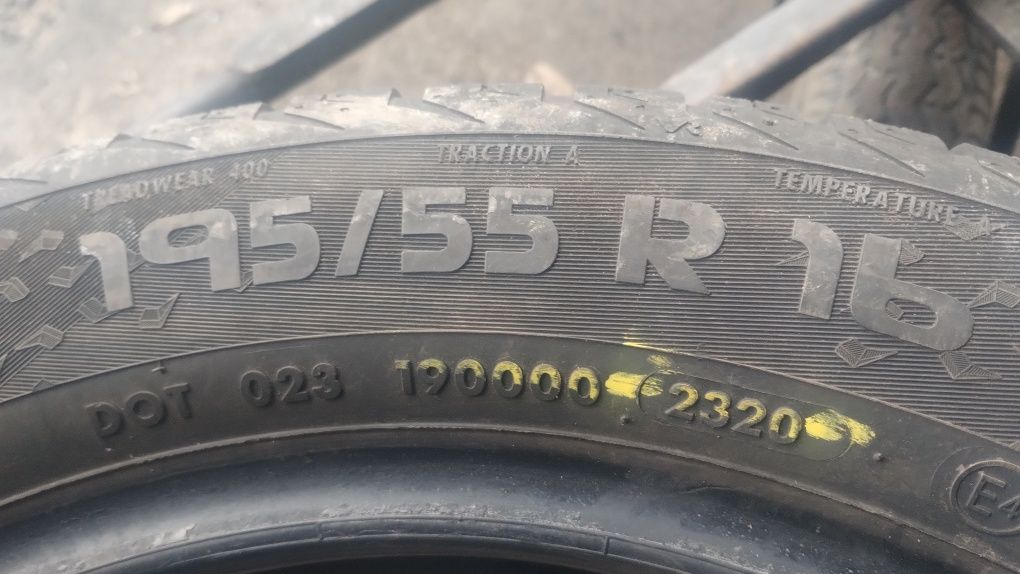 TREADWEAR 400 TRACTION A TEMPERATURE A
195/55 R 16
DOT 023 190000 2320
E4